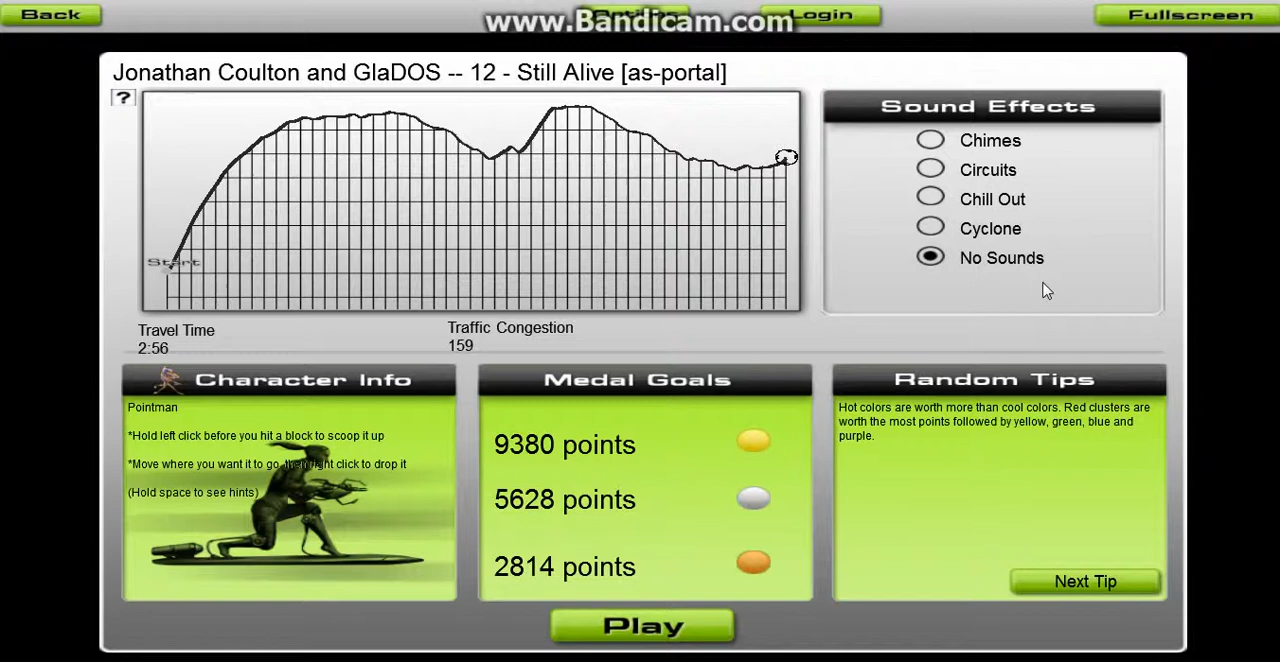 Back
www.Bandicam.com
Login
Fullscreen
Jonathan Coulton and GlaDOS -- 12 - Still Alive [as-portal]
?
Start
Travel Time
2:56
Traffic Congestion
159
Sound Effects
Chimes
Circuits
Chill Out
Cyclone
No Sounds
Character Info
Pointman
*Hold left click before you hit a block to scoop it up
*Move where you want it to go, then right click to drop it
(Hold space to see hints)
Medal Goals
9380 points
5628 points
2814 points
Random Tips
Hot colors are worth more than cool colors. Red clusters are
worth the most points followed by yellow, green, blue and
purple.
Next Tip
Play